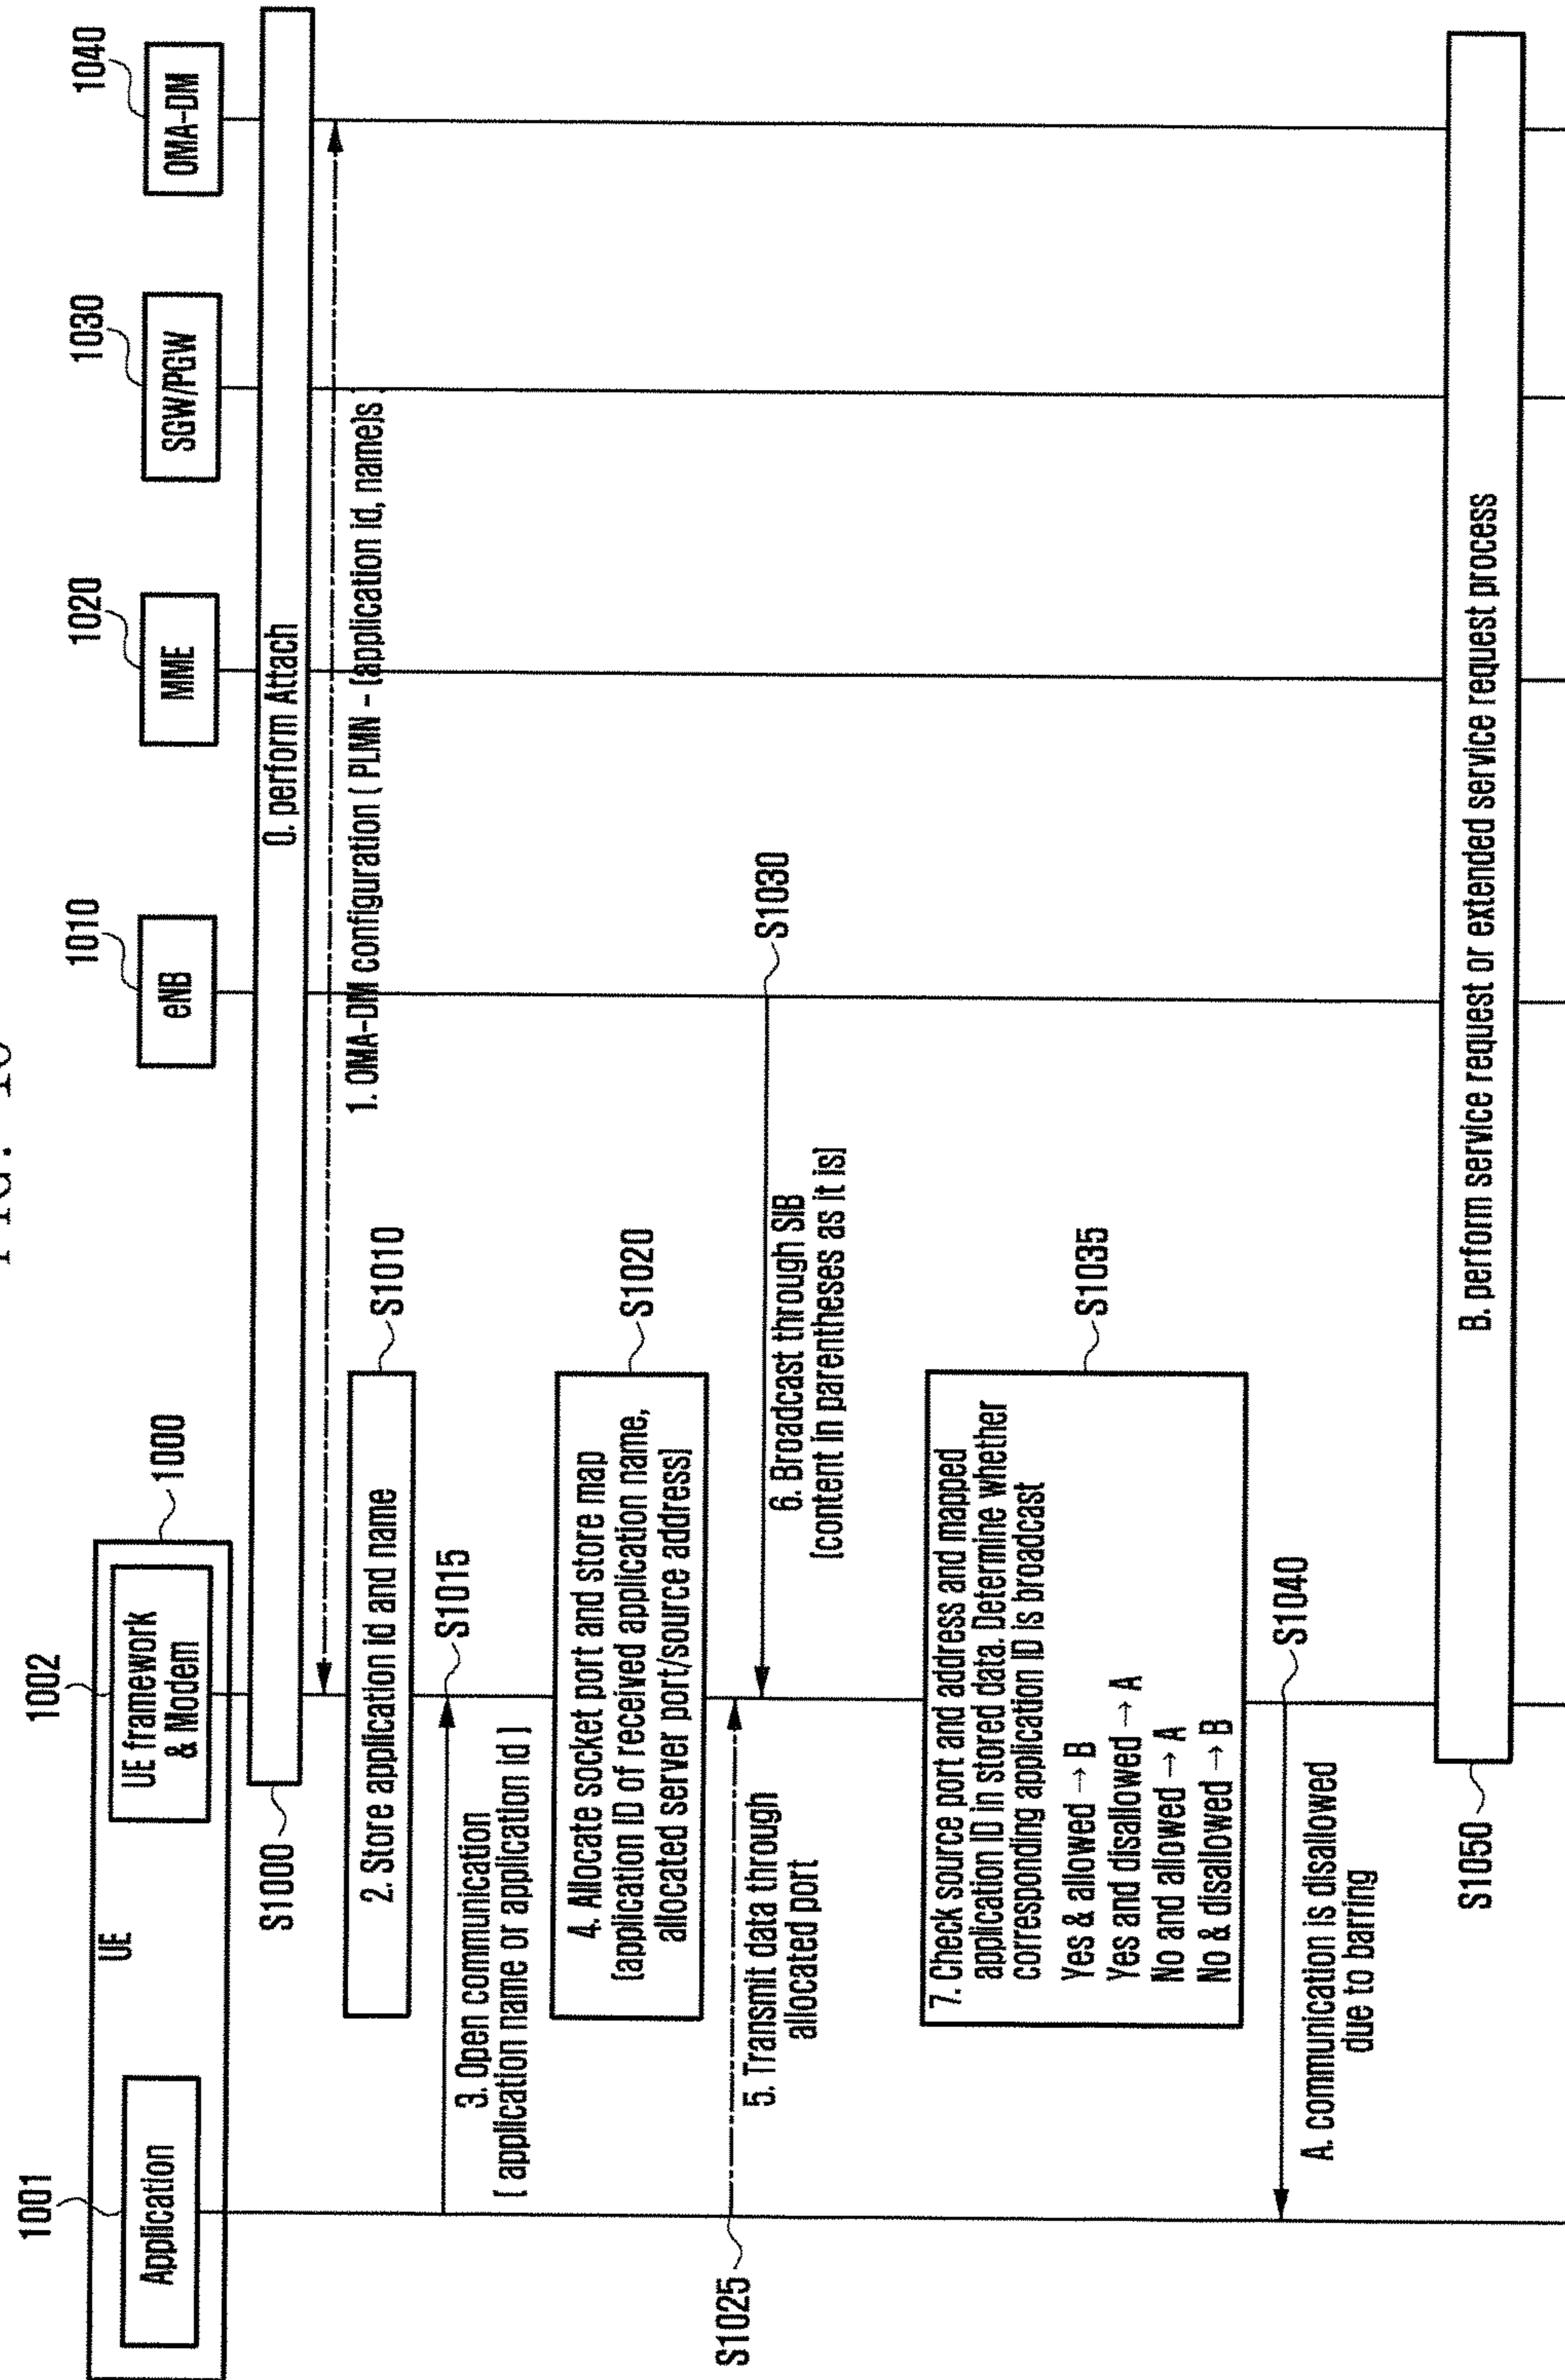 FIG. 10
1001
1002
1000
1010
1020
1030
1040
UE
Application
UE framework
& Modem
eNB
MME
SGW/PGW
OMA-DM
S1000
0. perform Attach
1. OMA-DM configuration ( PLMN - (application id, name)s
2. Store application id and name
S1010
3. Open communication
( application name or application id )
S1015
4. Allocate socket port and store map
(application ID of received application name,
allocated server port/source address)
S1020
S1025
5. Transmit data through
allocated port
6. Broadcast through SIB
(content in parentheses as it is)
S1030
7. Check source port and address and mapped
application ID in stored data. Determine whether
corresponding application ID is broadcast
Yes & allowed → B
Yes and disallowed → A
No and allowed → A
No & disallowed → B
S1035
A. communication is disallowed
due to barring
S1040
S1050
B. perform service request or extended service request process